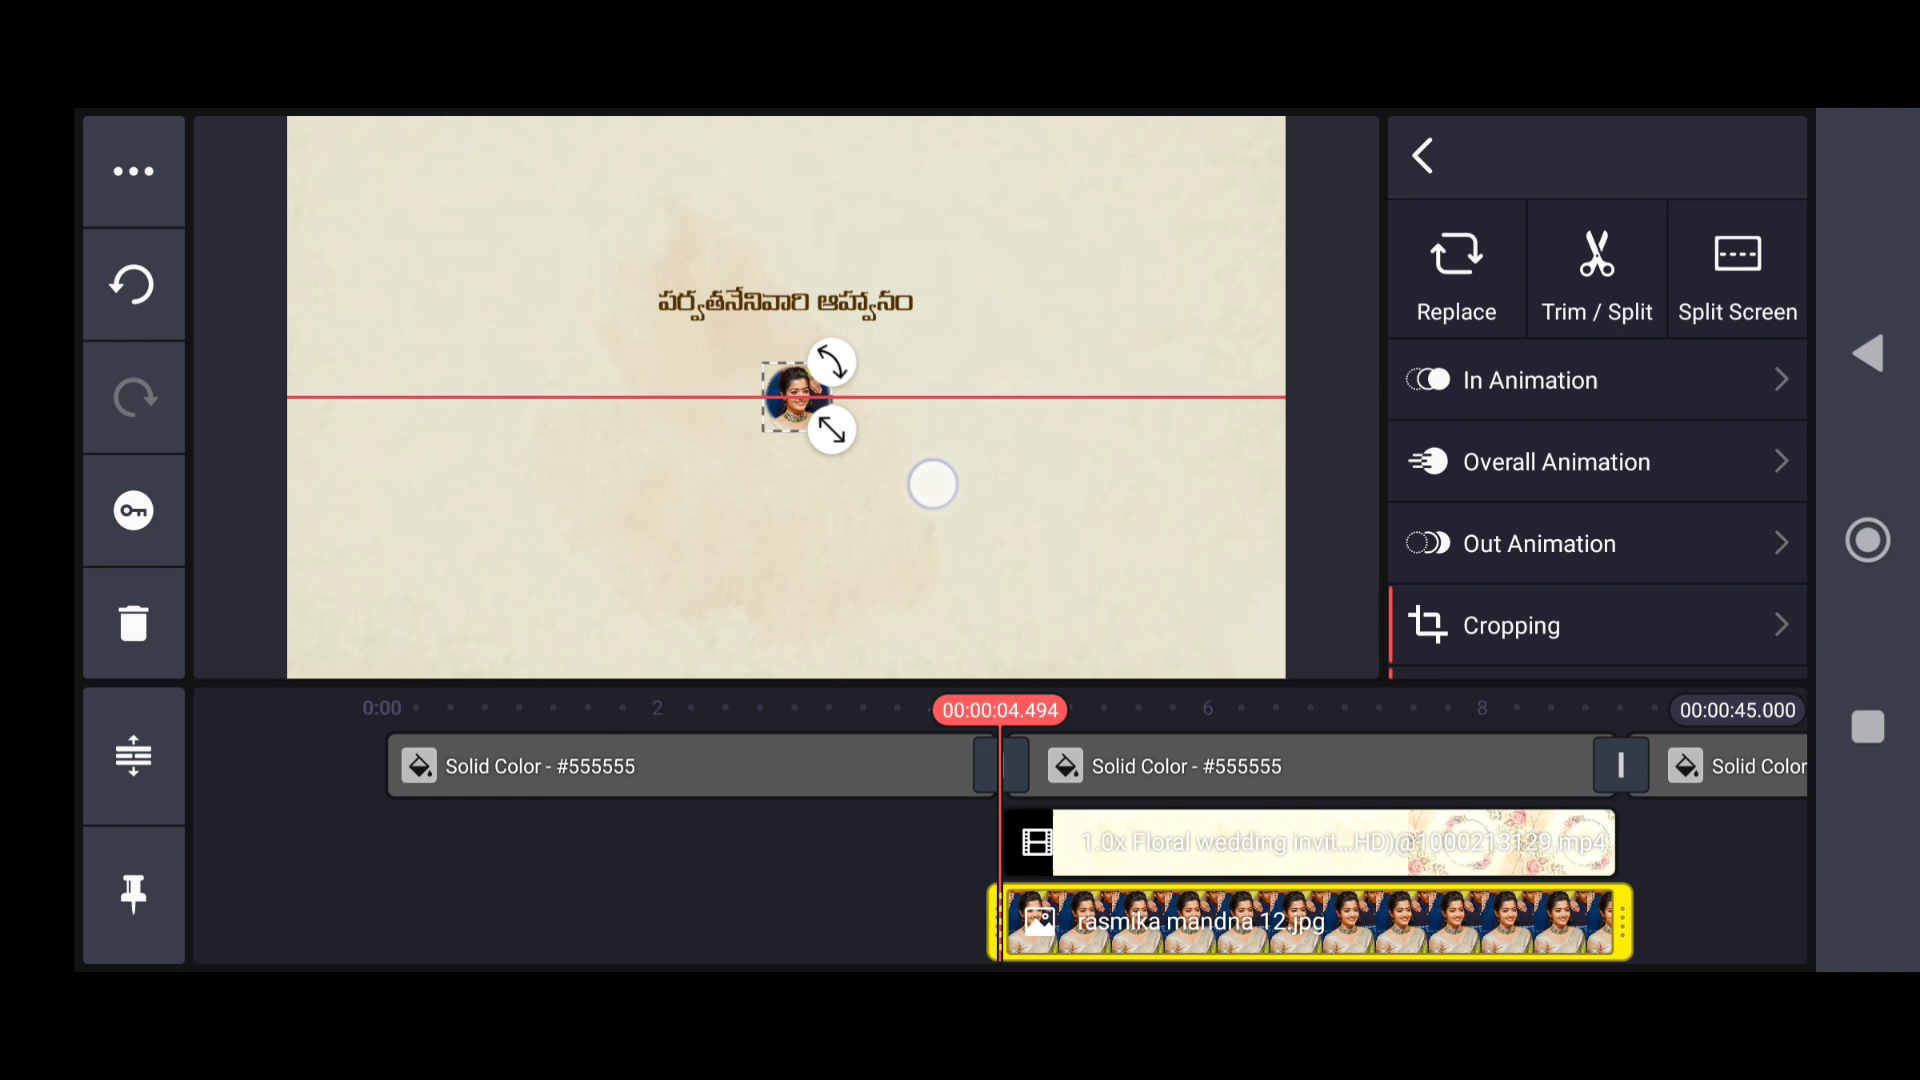 పర్వతనేనివారి ఆహ్వానం
Replace
Trim / Split
Split Screen
In Animation
Overall Animation
Out Animation
Cropping
0:00
2
00:00:04.494
6
8
00:00:45.000
Solid Color - #555555
Solid Color - #555555
Solid Color
1.0x Floral wedding invit...HD)@1000213129.mp4
rasmika mandna 12.jpg